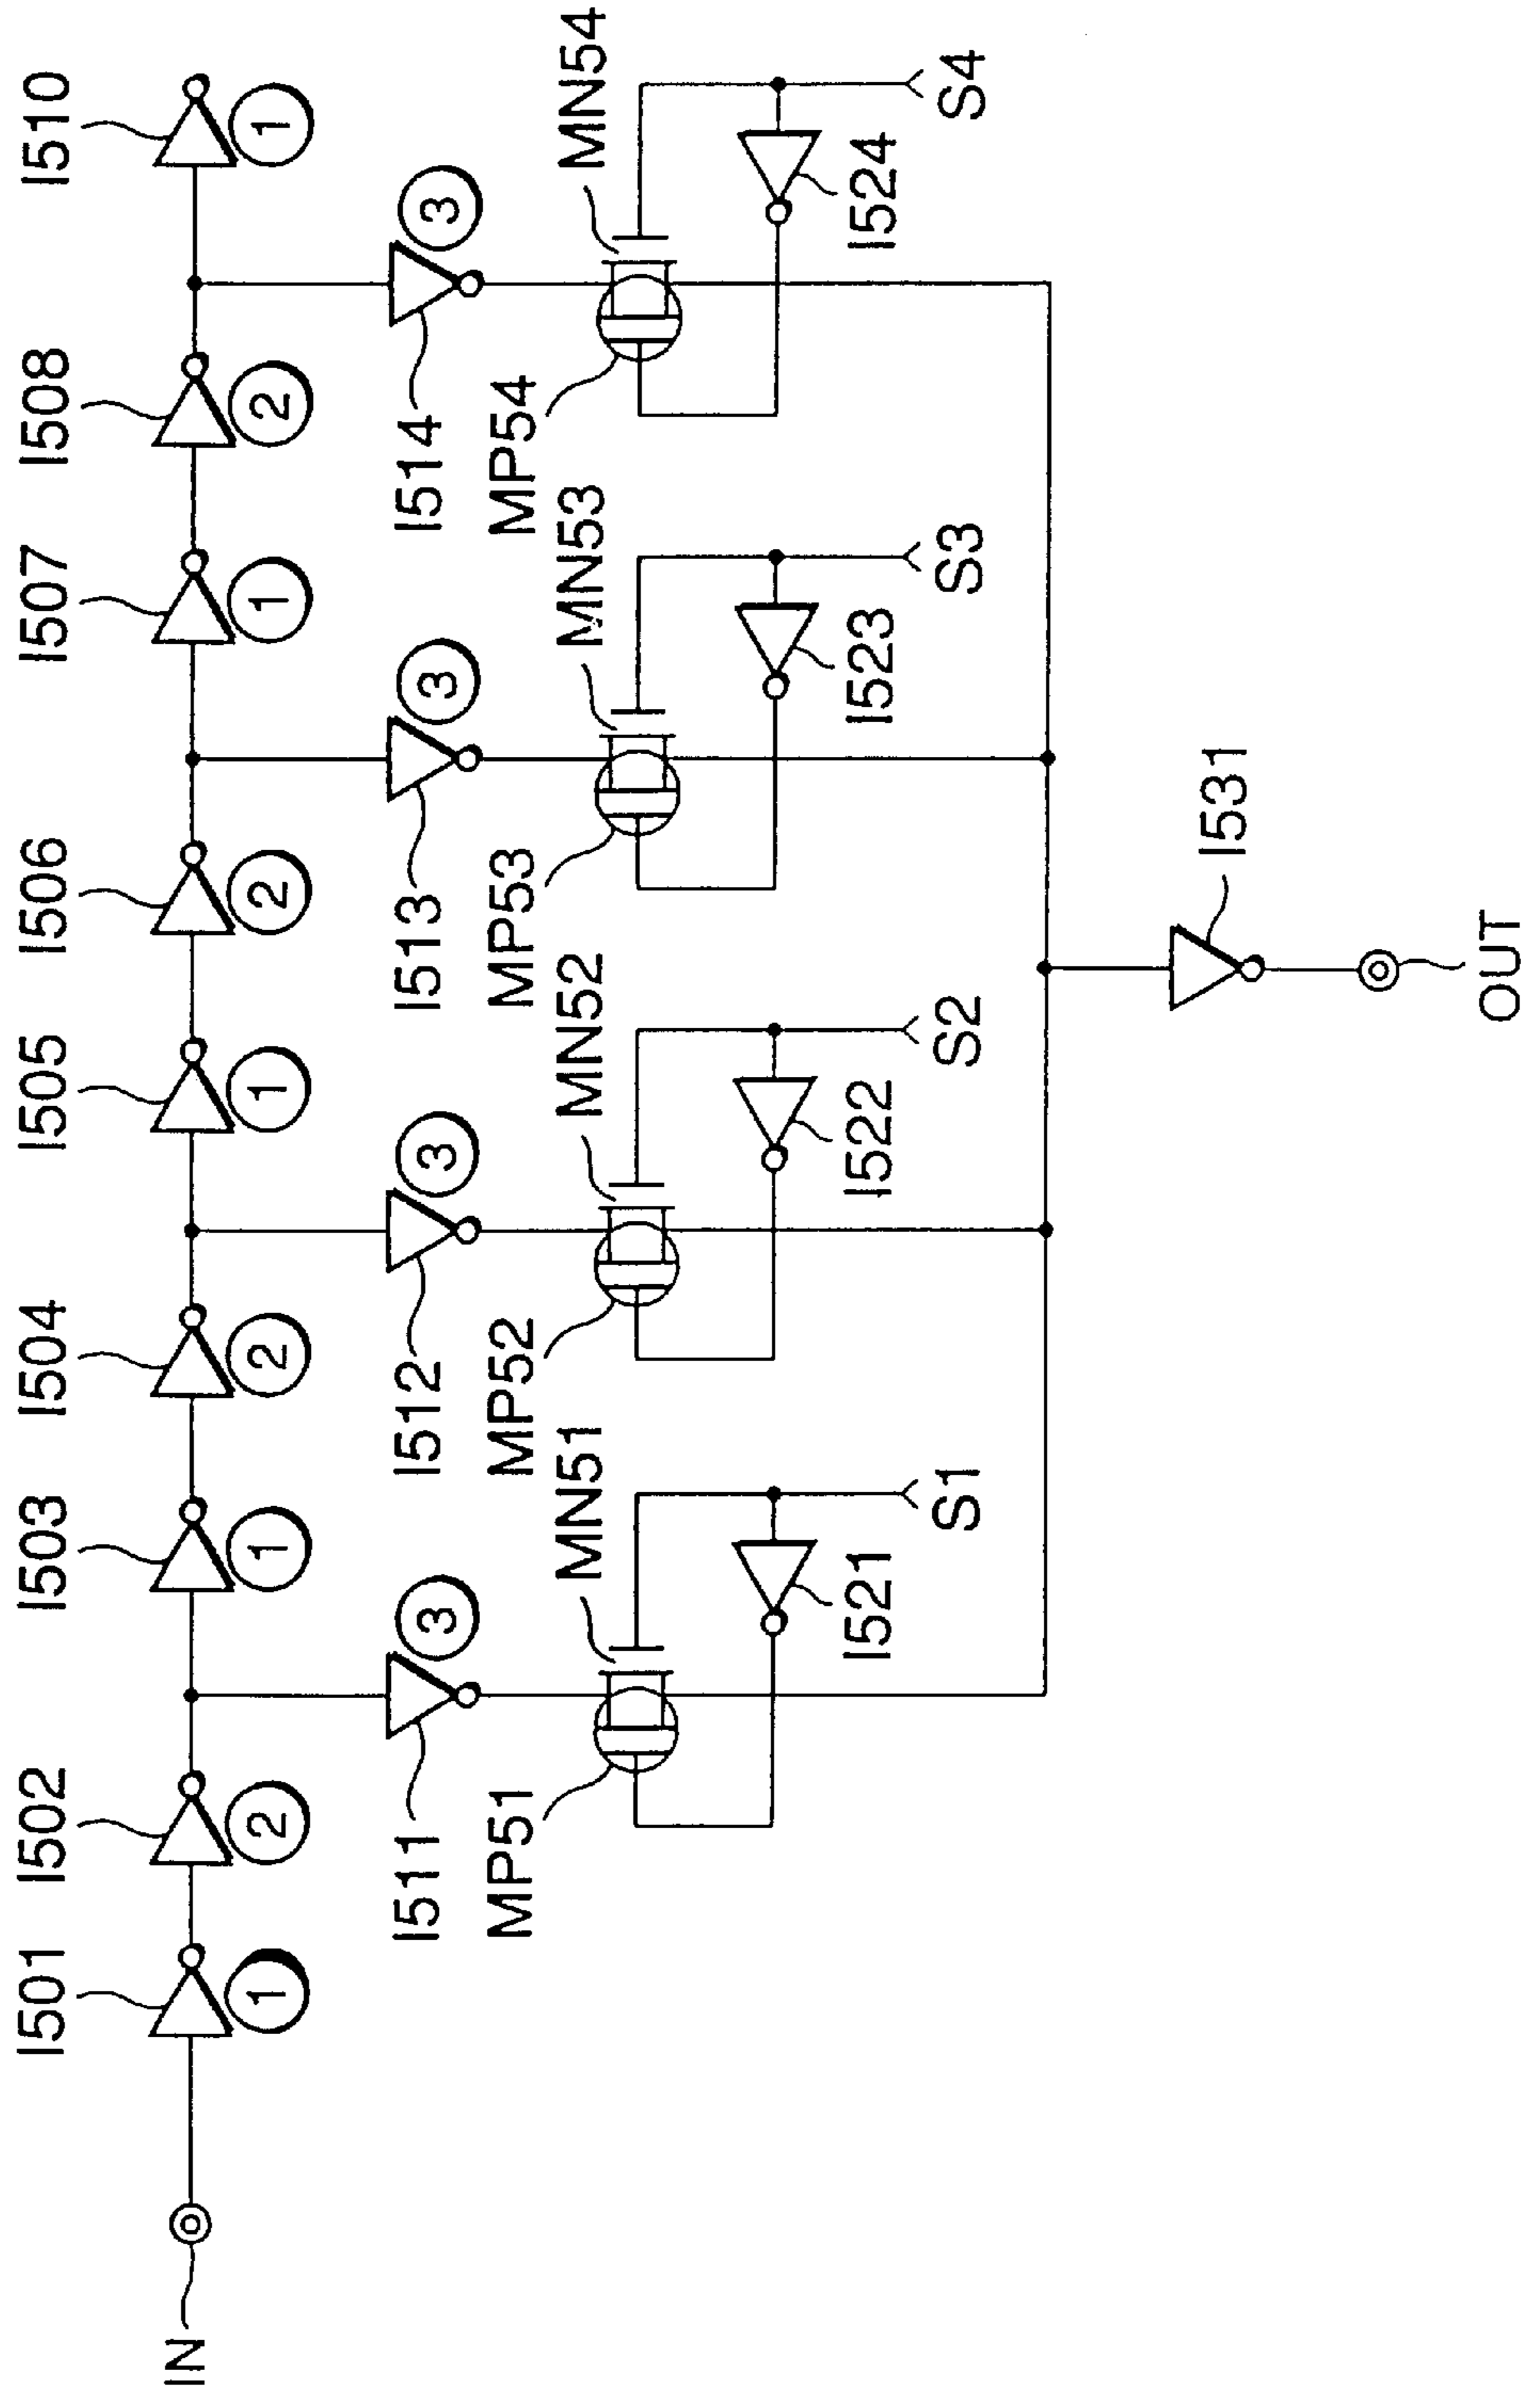 I501 I502 I503 I504 I505 I506 I507 I508 I510
1 2 1 2 1 2 1 2 1
3 3 3 3
I511 I512 I513 I514
MP51 MP52 MP53 MP54
MN51 MN52 MN53 MN54
I521 I522 I523 I524
S1 S2 S3 S4
I531
IN
OUT